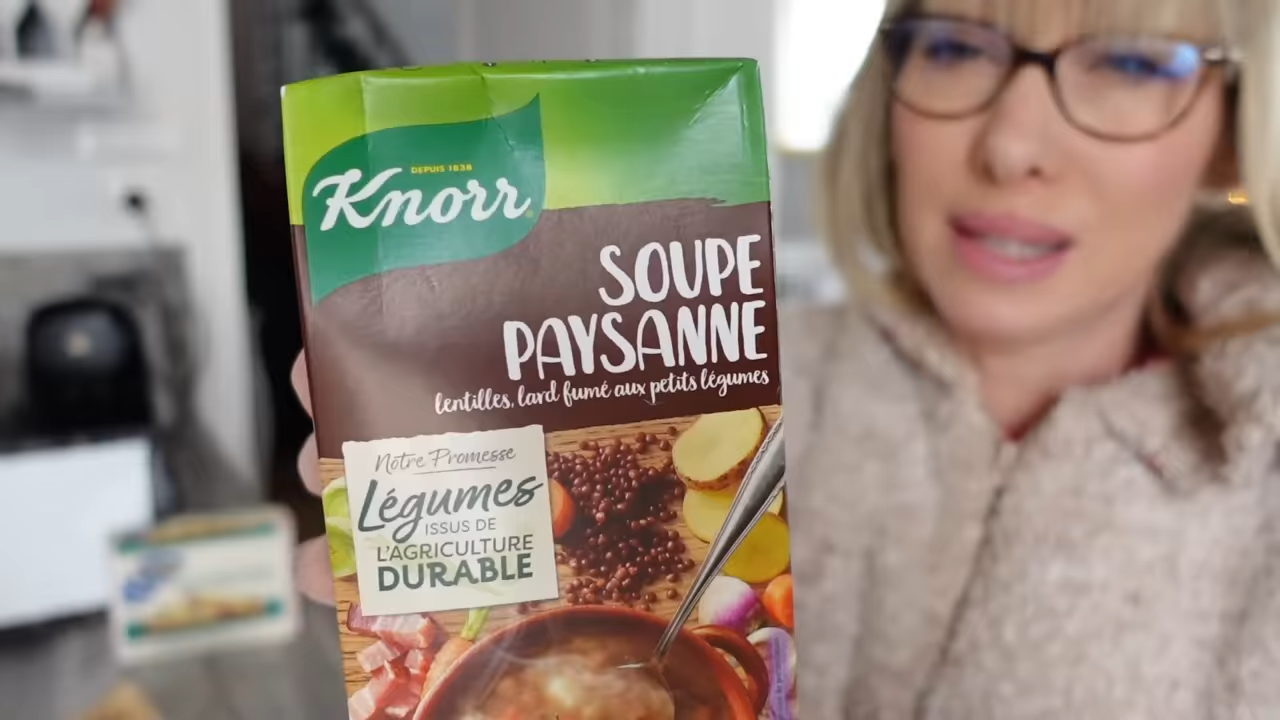 DEPUIS 1838
Knorr
SOUPE
PAYSANNE
lentilles, lard fumé aux petits légumes
Notre Promesse
Légumes
ISSUS DE
L'AGRICULTURE
DURABLE